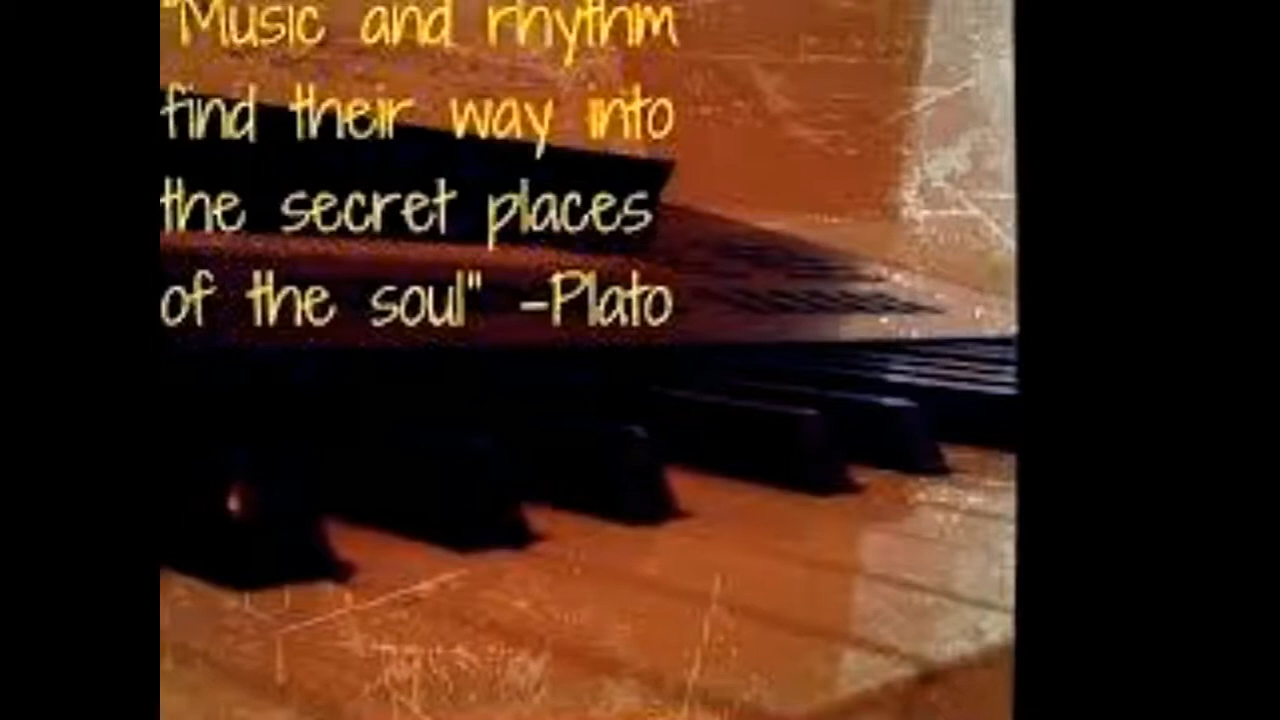 "Music and rhythm
find their way into
the secret places
of the soul" -Plato